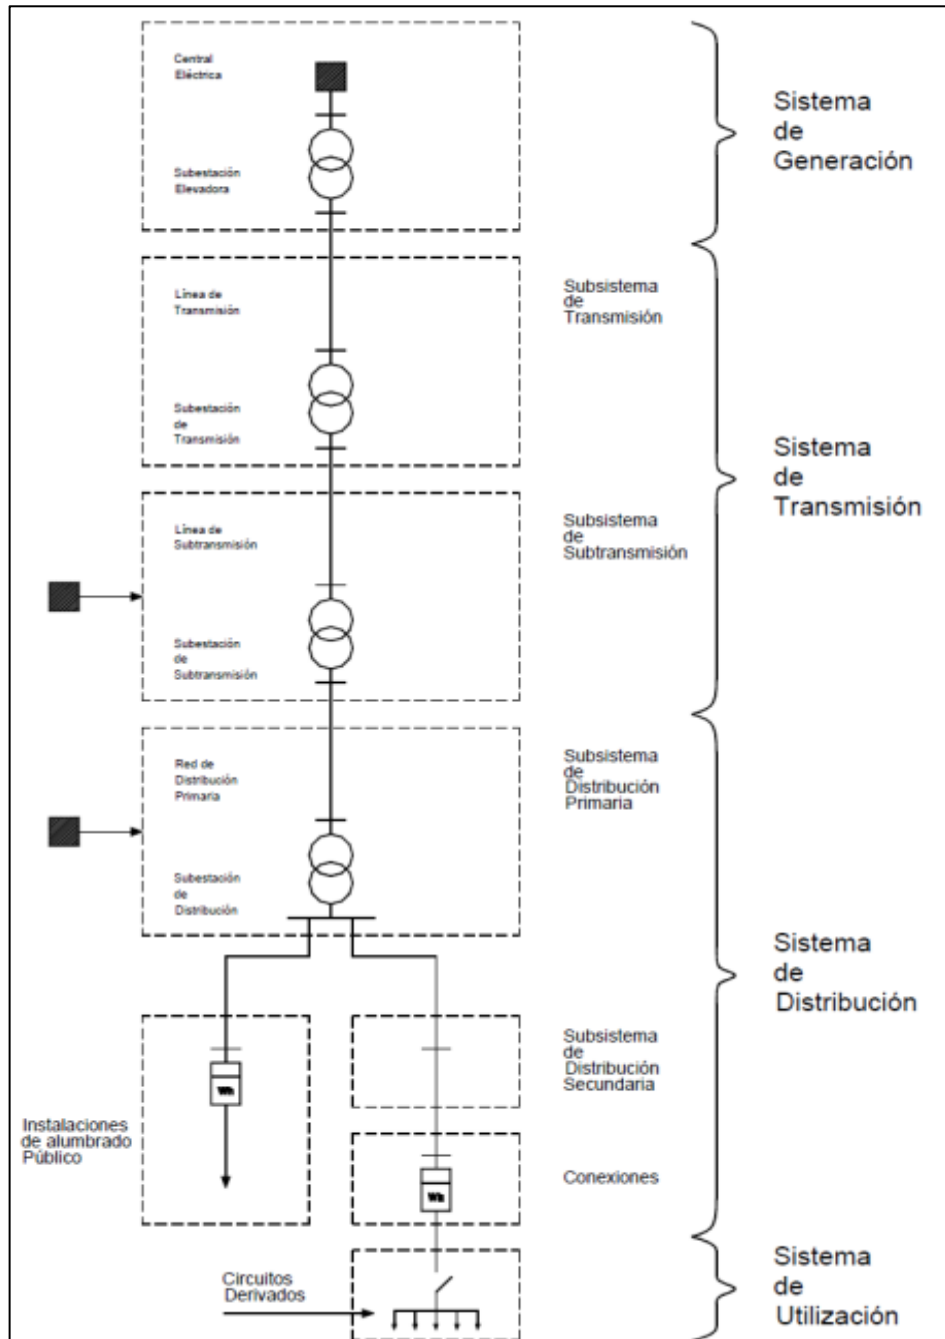 Central
Eléctrica
Subestación
Elevadora
Sistema
de
Generación
Línea de
Transmisión
Subestación
de
Transmisión
Subsistema
de
Transmisión
Línea de
Subtransmisión
Subestación
de
Subtransmisión
Subsistema
de
Subtransmisión
Sistema
de
Transmisión
Red de
Distribución
Primaria
Subestación
de
Distribución
Subsistema
de
Distribución
Primaria
Instalaciones
de alumbrado
Público
Wh
Subsistema
de
Distribución
Secundaria
Wh
Conexiones
Sistema
de
Distribución
Circuitos
Derivados
Sistema
de
Utilización